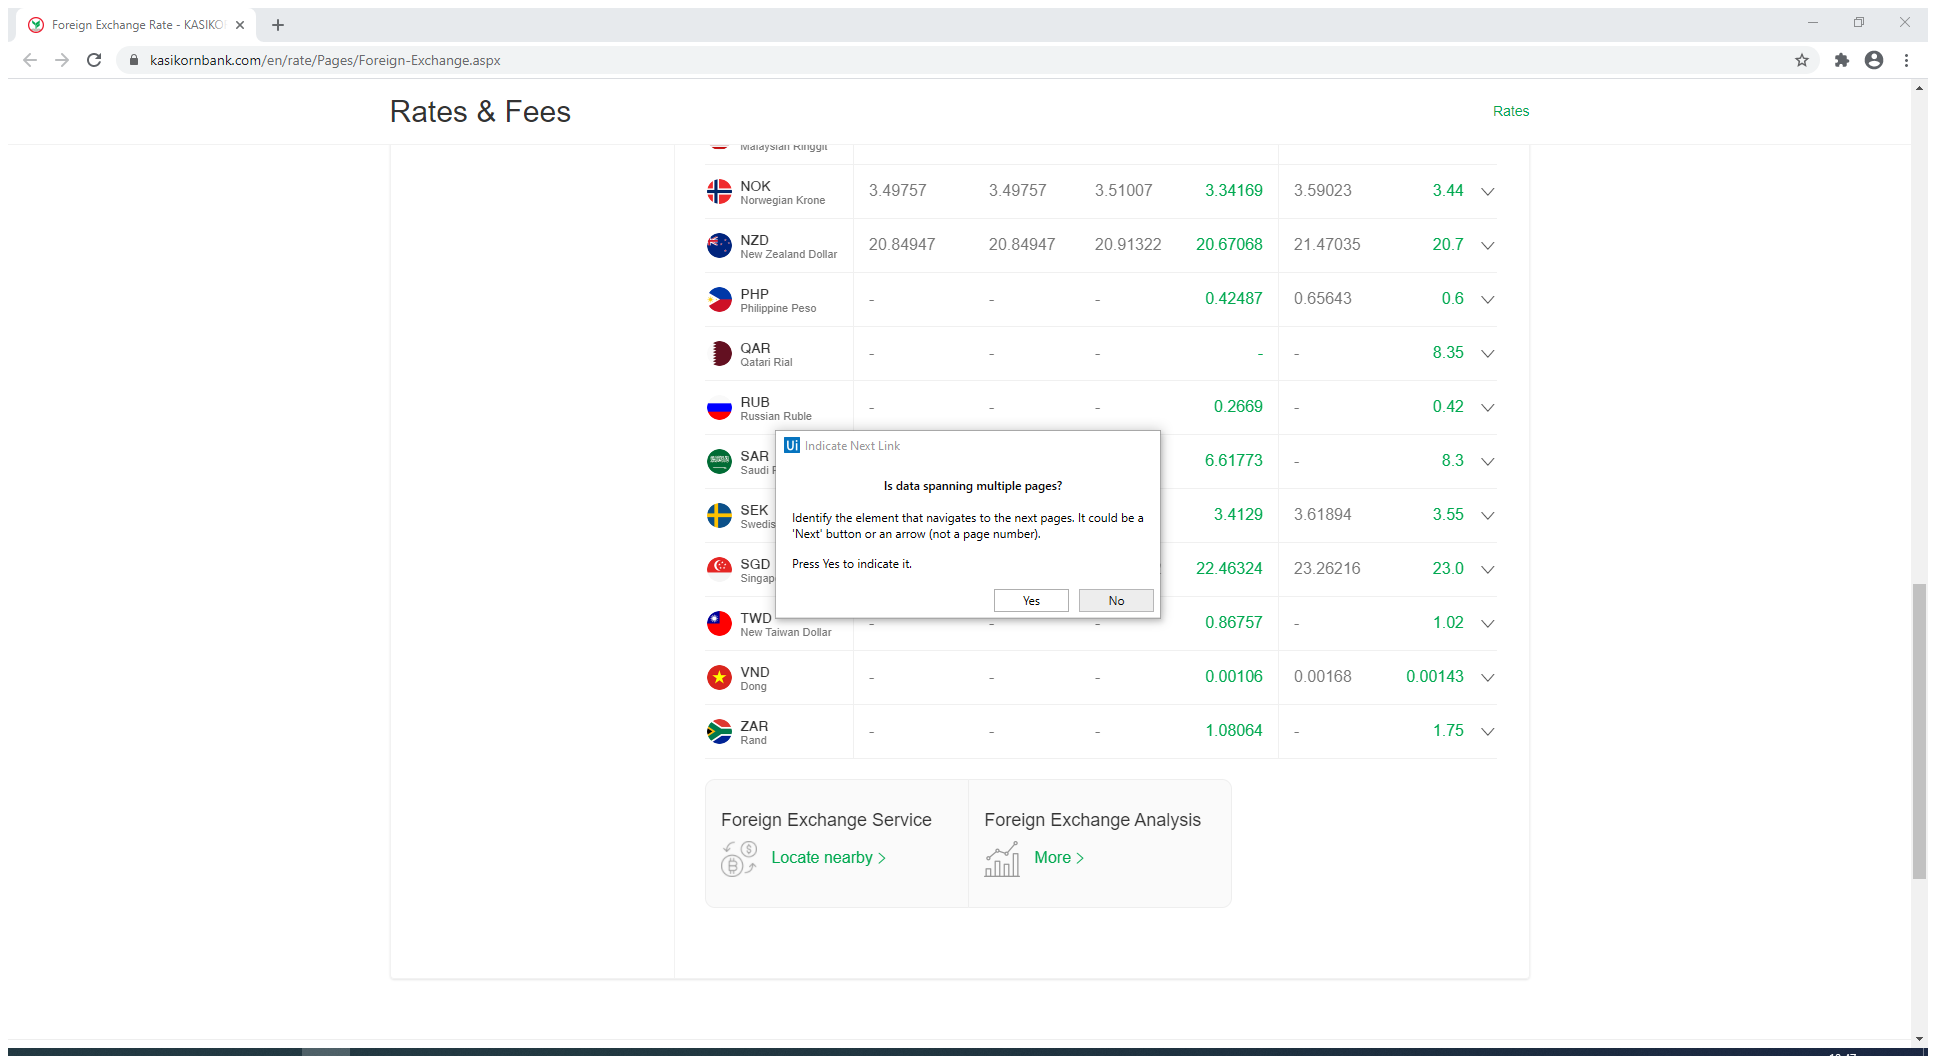 Foreign Exchange Rate - KASIKO
kasikornbank.com/en/rate/Pages/Foreign-Exchange.aspx
Rates & Fees
Rates
Malaysian Ringgit
NOK
Norwegian Krone
3.49757 3.49757 3.51007 3.34169 3.59023 3.44
NZD
New Zealand Dollar
20.84947 20.84947 20.91322 20.67068 21.47035 20.7
PHP
Philippine Peso
- - - 0.42487 0.65643 0.6
QAR
Qatari Rial
- - - - - 8.35
RUB
Russian Ruble
- - - 0.2669 - 0.42
SAR
Saudi
6.61773 - 8.3
SEK
Swedis
3.4129 3.61894 3.55
SGD
Singap
22.46324 23.26216 23.0
TWD
New Taiwan Dollar
- - - 0.86757 - 1.02
VND
Dong
- - - 0.00106 0.00168 0.00143
ZAR
Rand
- - - 1.08064 - 1.75
Ui Indicate Next Link
Is data spanning multiple pages?
Identify the element that navigates to the next pages. It could be a
'Next' button or an arrow (not a page number).
Press Yes to indicate it.
Yes No
Foreign Exchange Service
Locate nearby >
Foreign Exchange Analysis
More >